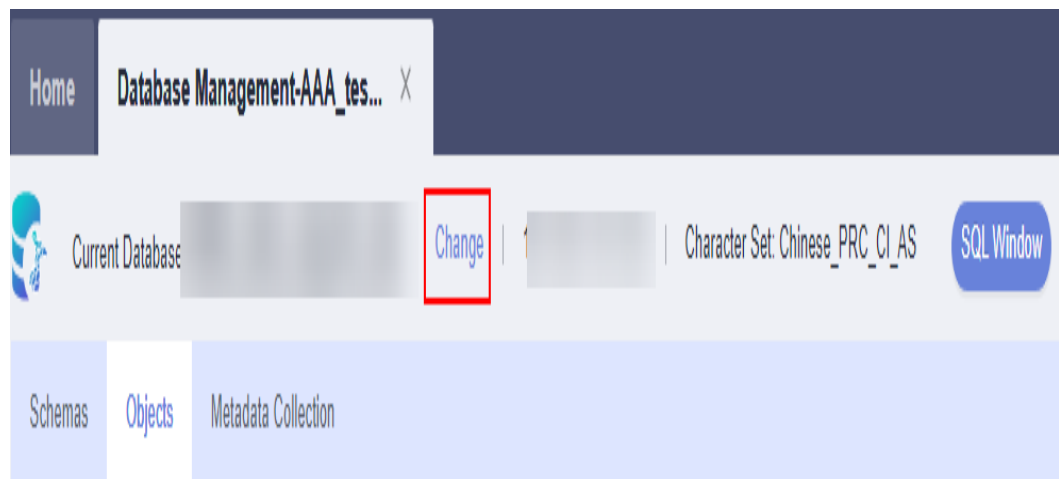 Home Database Management-AAA_tes... X
Current Database Change Character Set: Chinese_PRC_CI_AS SQL Window
Schemas Objects Metadata Collection